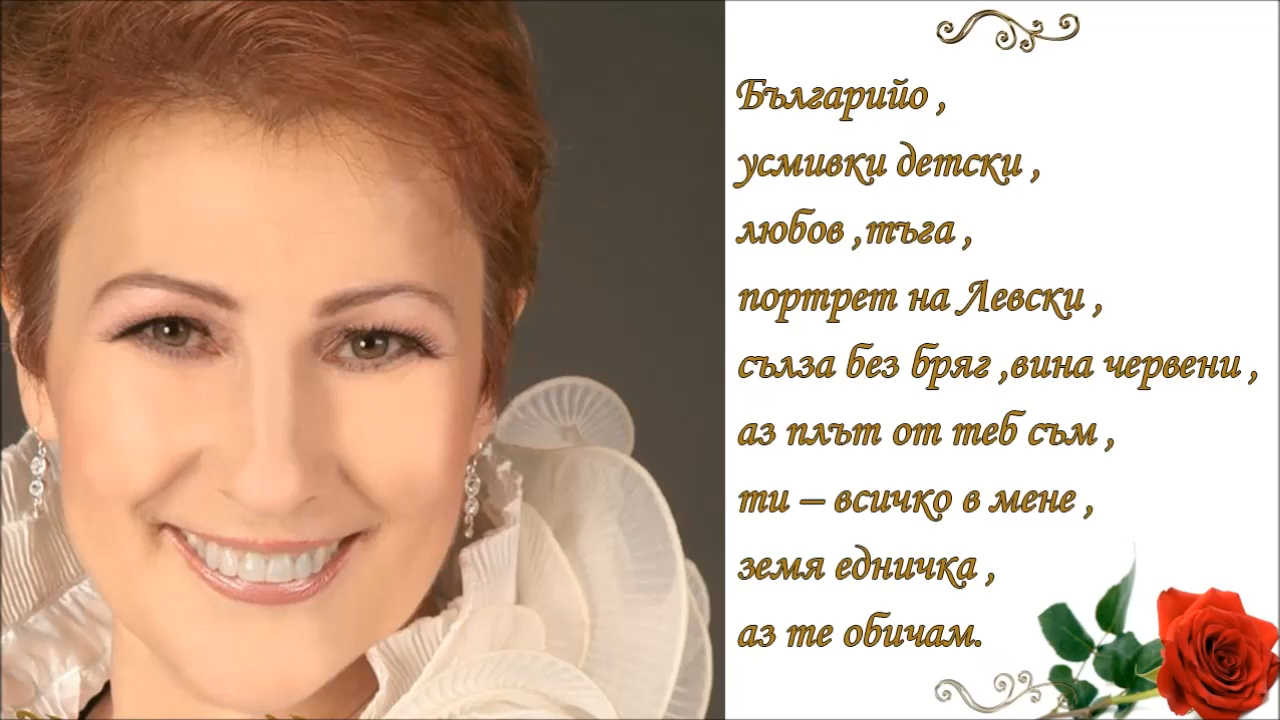 Българийо ,
усмивки детски ,
любов ,тъга ,
портрет на Левски ,
сълза без бряг ,вина червени ,
аз плът от теб съм ,
ти – всичко в мене ,
земя едничка ,
аз те обичам.